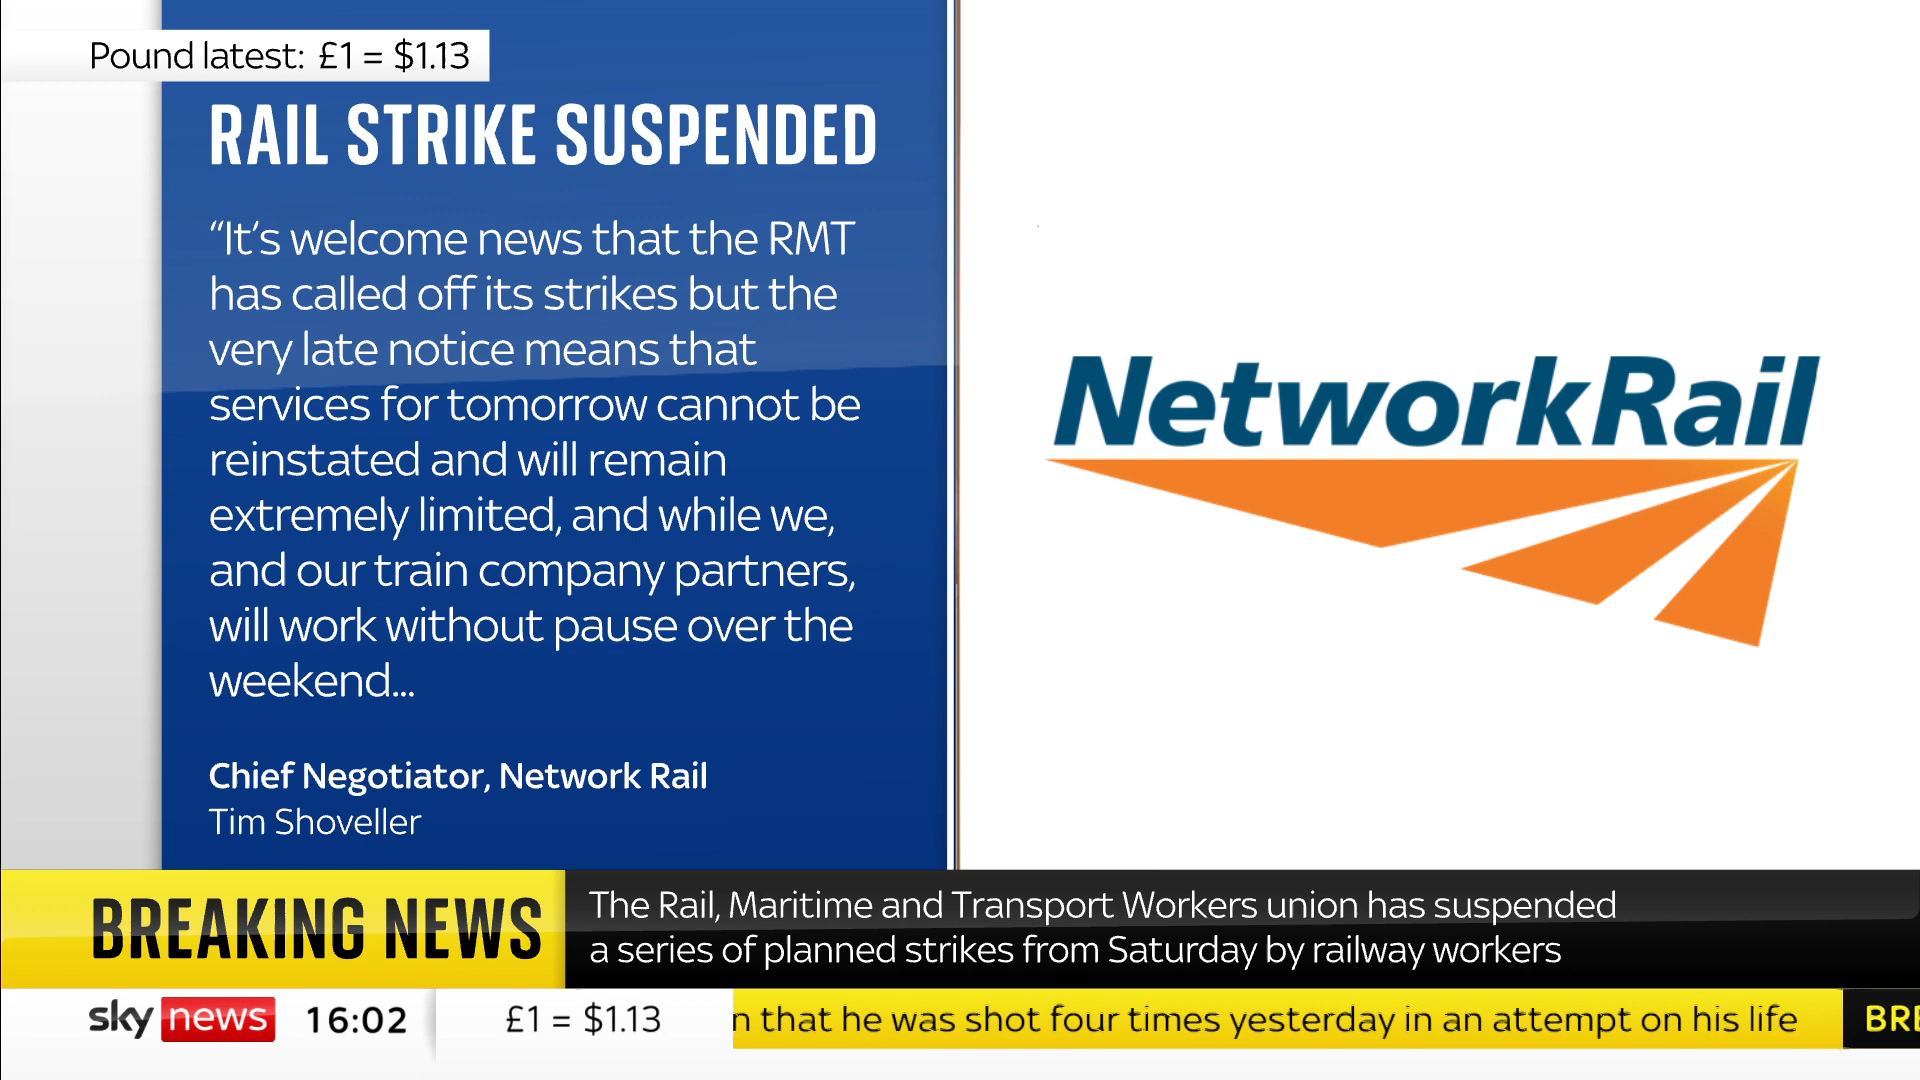 Pound latest: £1 = $1.13
RAIL STRIKE SUSPENDED
“It’s welcome news that the RMT
has called off its strikes but the
very late notice means that
services for tomorrow cannot be
reinstated and will remain
extremely limited, and while we,
and our train company partners,
will work without pause over the
weekend...
Chief Negotiator, Network Rail
Tim Shoveller
NetworkRail
BREAKING NEWS
The Rail, Maritime and Transport Workers union has suspended
a series of planned strikes from Saturday by railway workers
sky news 16:02 £1 = $1.13 n that he was shot four times yesterday in an attempt on his life BRE